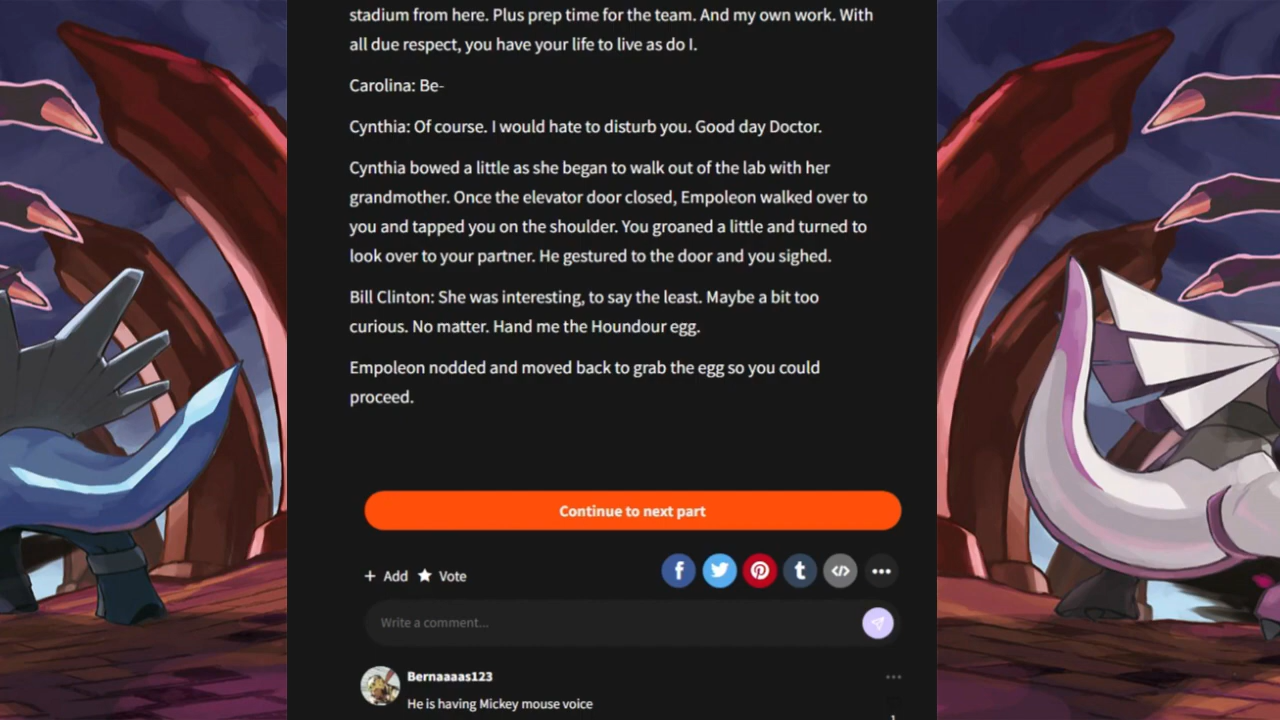 stadium from here. Plus prep time for the team. And my own work. With
all due respect, you have your life to live as do I.
Carolina: Be-
Cynthia: Of course. I would hate to disturb you. Good day Doctor.
Cynthia bowed a little as she began to walk out of the lab with her
grandmother. Once the elevator door closed, Empoleon walked over to
you and tapped you on the shoulder. You groaned a little and turned to
look over to your partner. He gestured to the door and you sighed.
Bill Clinton: She was interesting, to say the least. Maybe a bit too
curious. No matter. Hand me the Houndour egg.
Empoleon nodded and moved back to grab the egg so you could
proceed.
Continue to next part
+ Add ★ Vote
f t </> •••
Write a comment...
Bernaaaas123
He is having Mickey mouse voice
1